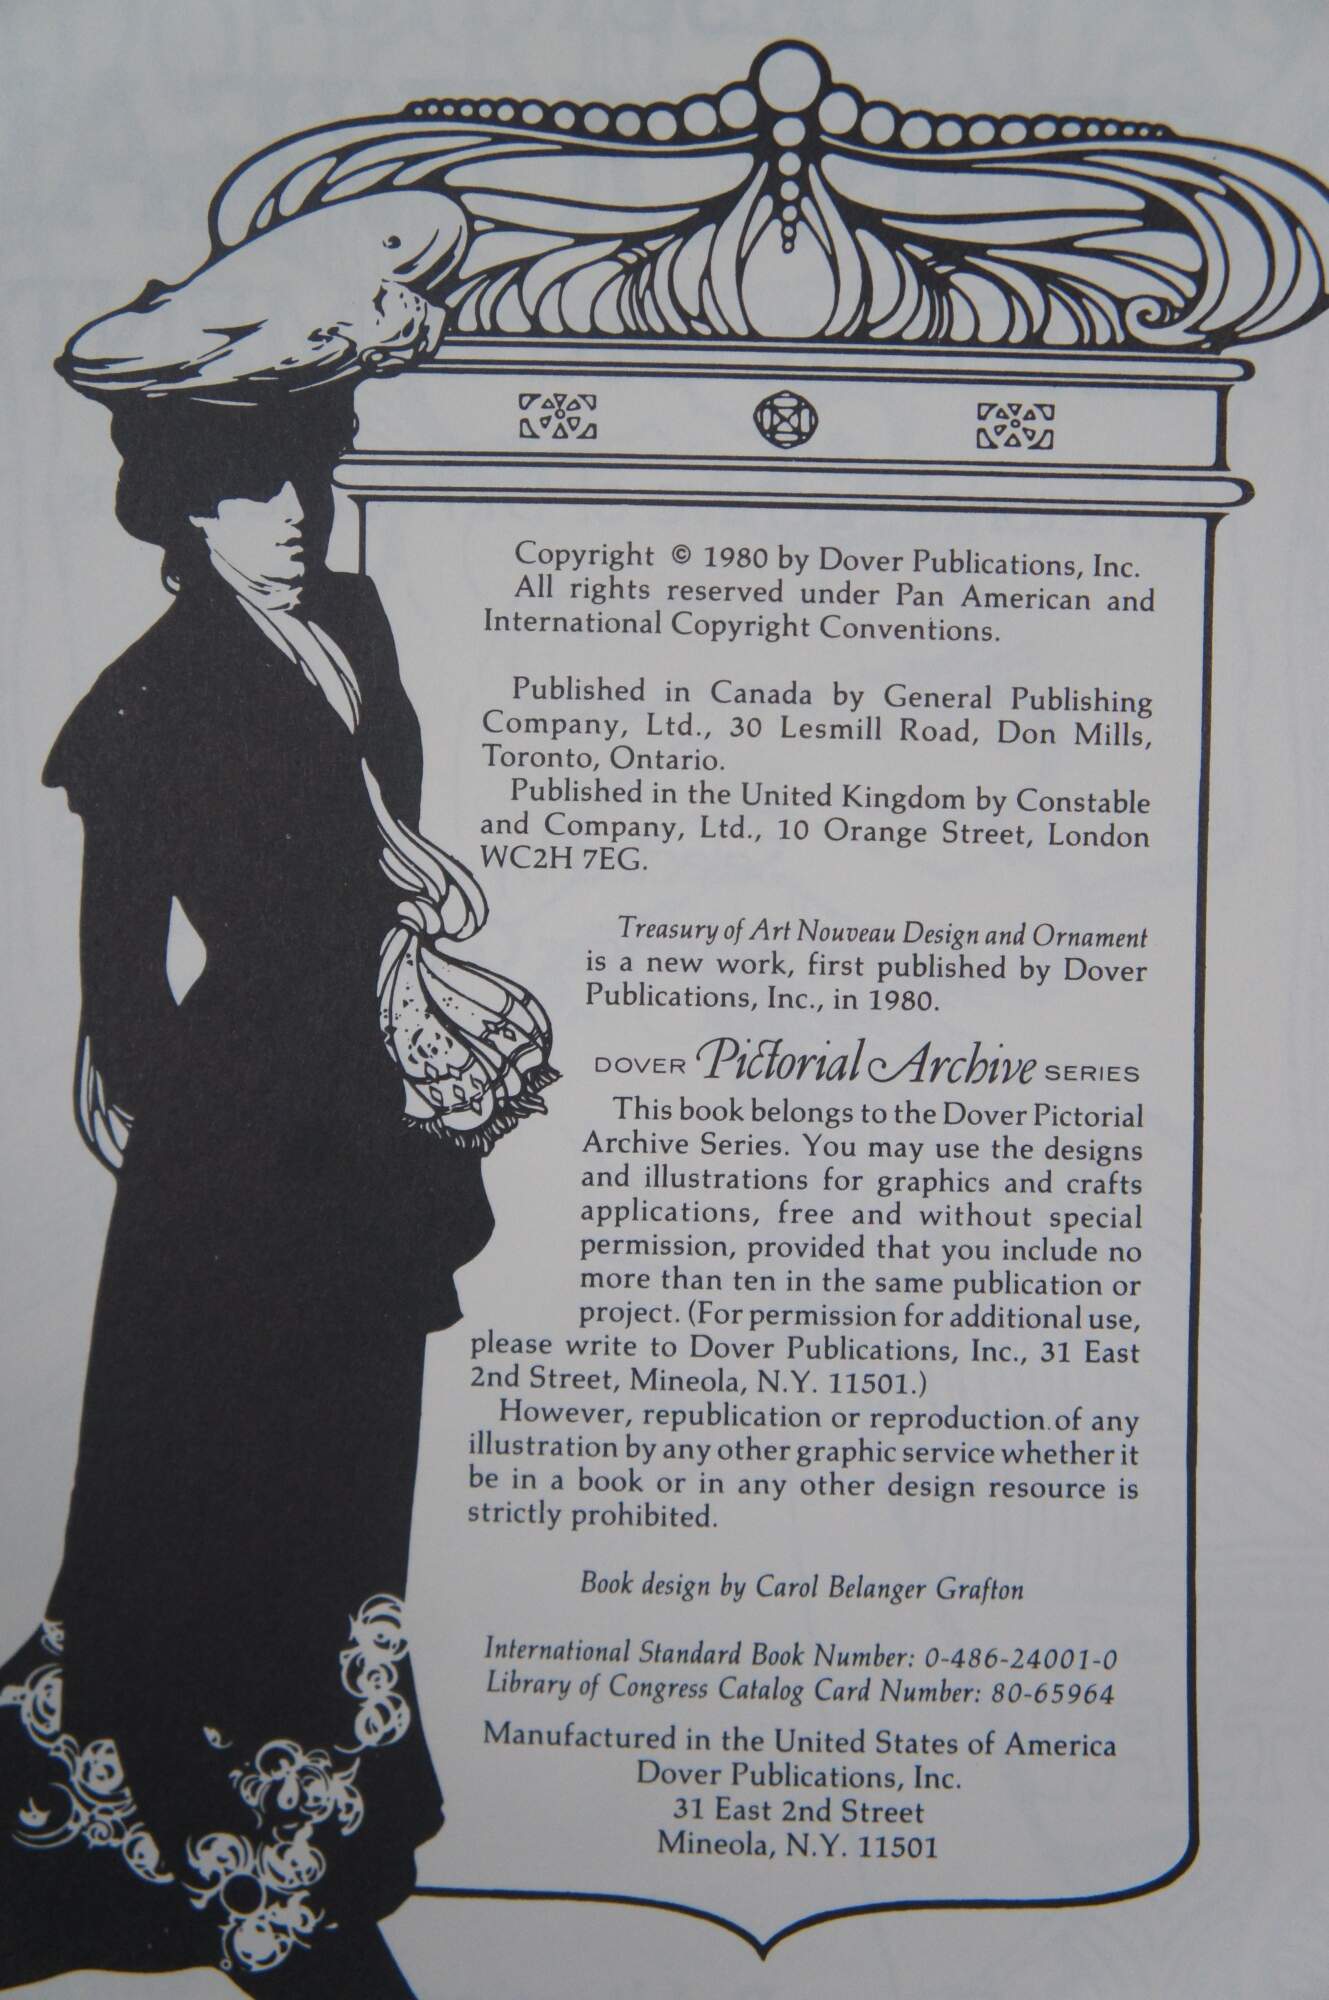 Copyright © 1980 by Dover Publications, Inc.
All rights reserved under Pan American and
International Copyright Conventions.
Published in Canada by General Publishing
Company, Ltd., 30 Lesmill Road, Don Mills,
Toronto, Ontario.
Published in the United Kingdom by Constable
and Company, Ltd., 10 Orange Street, London
WC2H 7EG.
Treasury of Art Nouveau Design and Ornament
is a new work, first published by Dover
Publications, Inc., in 1980.
DOVER Pictorial Archive SERIES
This book belongs to the Dover Pictorial
Archive Series. You may use the designs
and illustrations for graphics and crafts
applications, free and without special
permission, provided that you include no
more than ten in the same publication or
project. (For permission for additional use,
please write to Dover Publications, Inc., 31 East
2nd Street, Mineola, N.Y. 11501.)
However, republication or reproduction of any
illustration by any other graphic service whether it
be in a book or in any other design resource is
strictly prohibited.
Book design by Carol Belanger Grafton
International Standard Book Number: 0-486-24001-0
Library of Congress Catalog Card Number: 80-65964
Manufactured in the United States of America
Dover Publications, Inc.
31 East 2nd Street
Mineola, N.Y. 11501